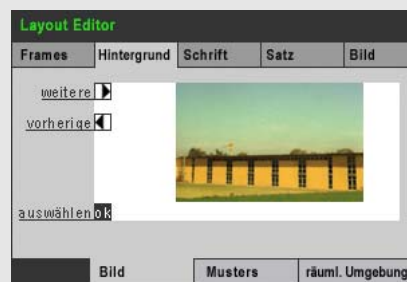 Layout Editor
Frames Hintergrund Schrift Satz Bild
weitere
vorherige
auswählen ok
Bild Musters räuml. Umgebung